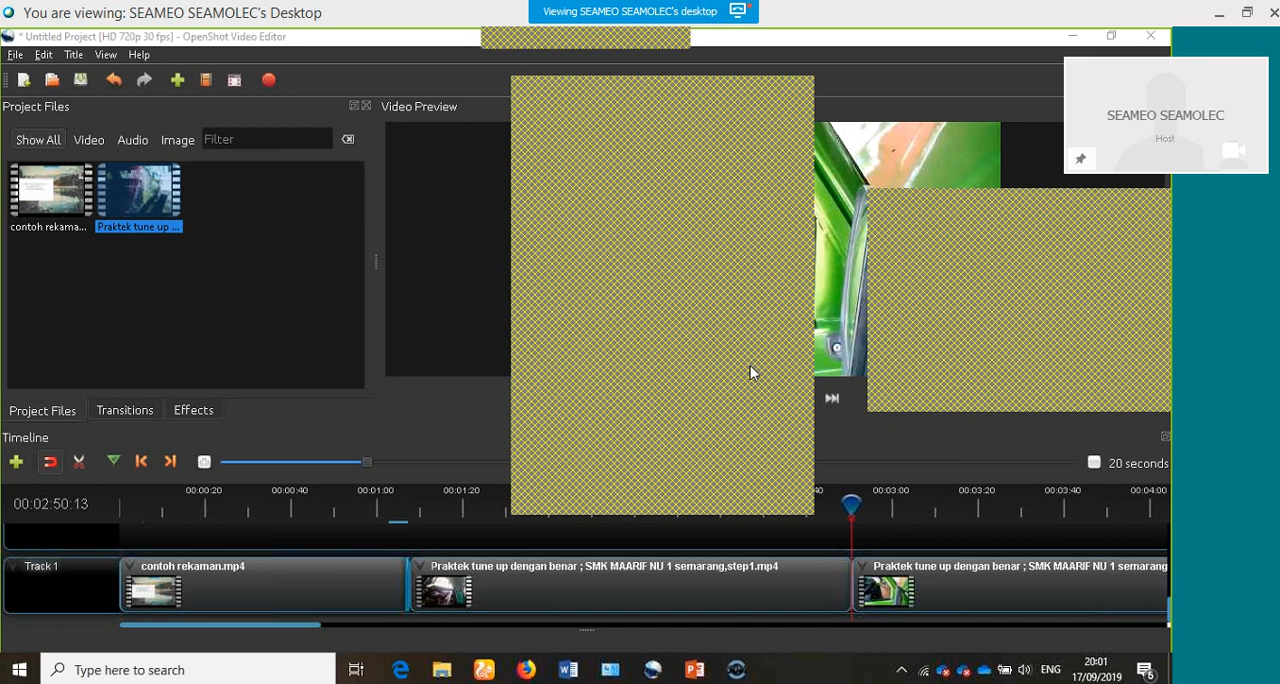 You are viewing: SEAMEO SEAMOLEC's Desktop
Viewing SEAMEO SEAMOLEC's desktop
* Untitled Project [HD 720p 30 fps] - OpenShot Video Editor
File Edit Title View Help
Project Files
Video Preview
SEAMEO SEAMOLEC
Host
Show All Video Audio Image Filter
contoh rekama... Praktek tune up ...
Project Files Transitions Effects
Timeline
20 seconds
00:02:50:13
00:00:20 00:00:40 00:01:00 00:01:20 :40 00:03:00 00:03:20 00:03:40 00:04:00
Track 1
contoh rekaman.mp4
Praktek tune up dengan benar ; SMK MAARIF NU 1 semarang,step1.mp4
Praktek tune up dengan benar ; SMK MAARIF NU 1 semarang
Type here to search
ENG
20:01
17/09/2019
6